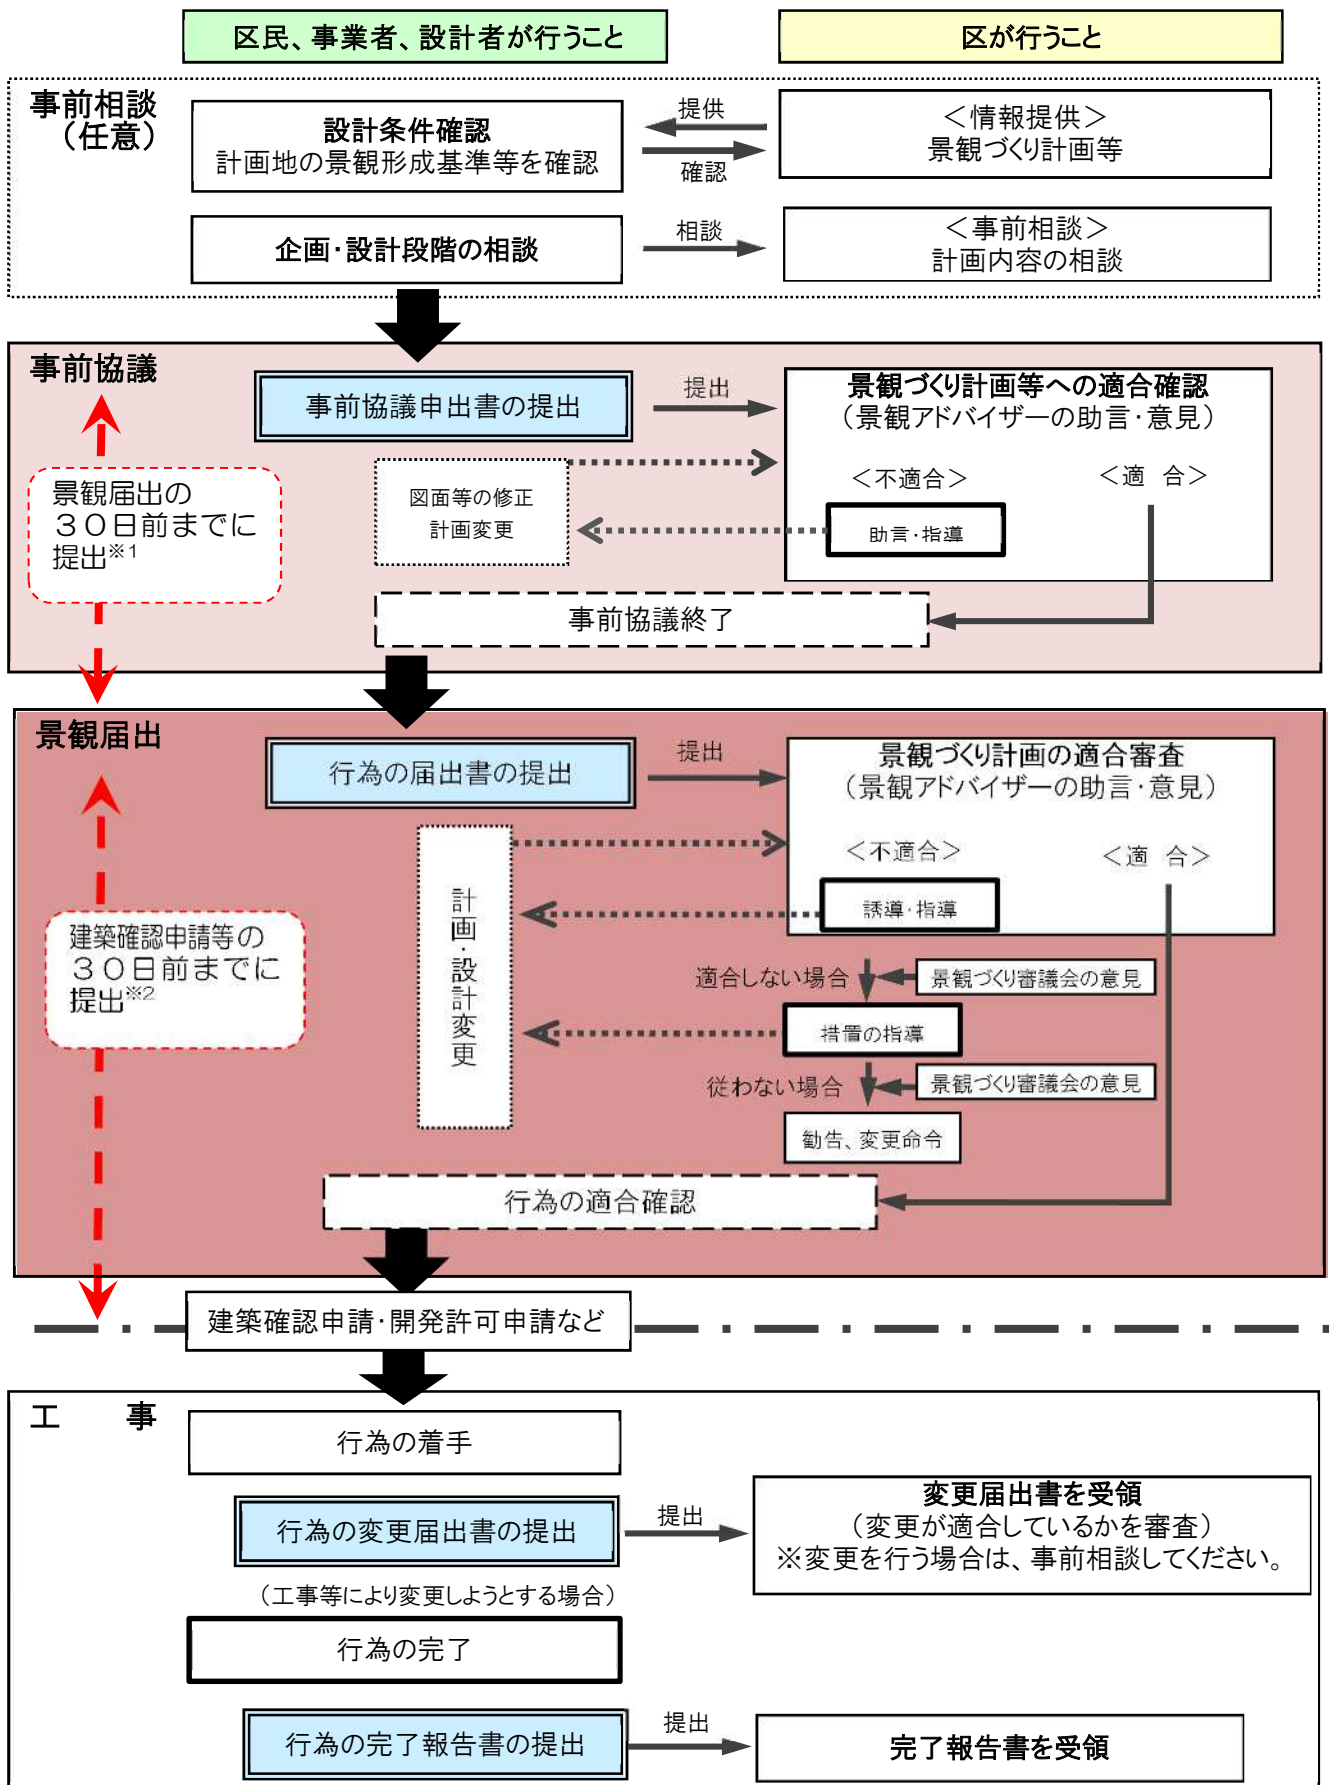 区民、事業者、設計者が行うこと
区が行うこと
事前相談
（任意）
設計条件確認
計画地の景観形成基準等を確認
提供
確認
＜情報提供＞
景観づくり計画等
企画・設計段階の相談
相談
＜事前相談＞
計画内容の相談
事前協議
事前協議申出書の提出
提出
景観づくり計画等への適合確認
（景観アドバイザーの助言・意見）
＜不適合＞
＜適　合＞
景観届出の
３０日前までに
提出※1
図面等の修正
計画変更
助言・指導
事前協議終了
景観届出
行為の届出書の提出
提出
景観づくり計画の適合審査
（景観アドバイザーの助言・意見）
＜不適合＞
＜適　合＞
計画・設計変更
誘導・指導
建築確認申請等の
３０日前までに
提出※2
適合しない場合
景観づくり審議会の意見
措置の指導
従わない場合
景観づくり審議会の意見
勧告、変更命令
行為の適合確認
建築確認申請・開発許可申請など
工　事
行為の着手
行為の変更届出書の提出
提出
変更届出書を受領
（変更が適合しているかを審査）
※変更を行う場合は、事前相談してください。
（工事等により変更しようとする場合）
行為の完了
行為の完了報告書の提出
提出
完了報告書を受領